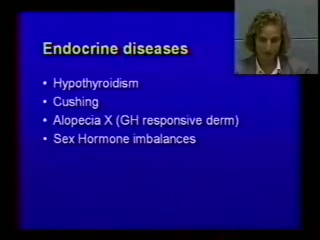 Endocrine diseases
• Hypothyroidism
• Cushing
• Alopecia X (GH responsive derm)
• Sex Hormone imbalances